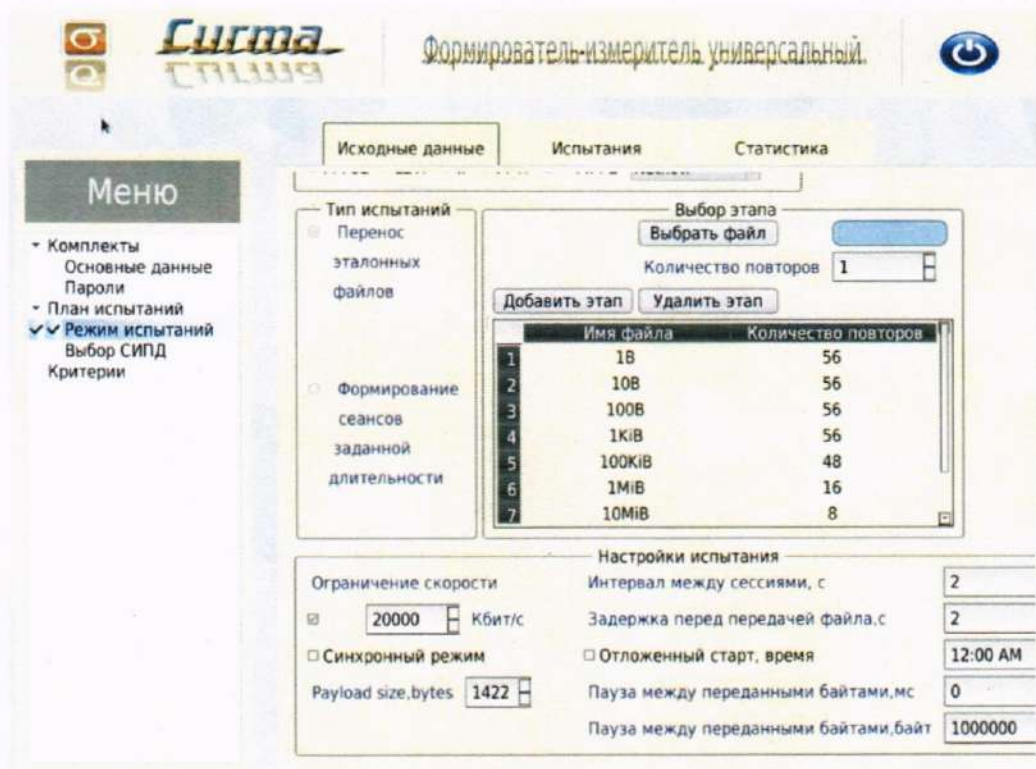 Сигма
Формирователь-измеритель универсальный.
Исходные данные
Испытания
Статистика
Меню
Комплекты
Основные данные
Пароли
План испытаний
Режим испытаний
Выбор СИПД
Критерии
Тип испытаний
Перенос
эталонных
файлов
Формирование
сеансов
заданной
длительности
Выбор этапа
Выбрать файл
Количество повторов 1
Добавить этап Удалить этап
Имя файла Количество повторов
1 1B 56
2 10B 56
3 100B 56
4 1KiB 56
5 100KiB 48
6 1MiB 16
7 10MiB 8
Настройки испытания
Ограничение скорости
20000 Кбит/с
Синхронный режим
Payload size,bytes 1422
Интервал между сессиями, с 2
Задержка перед передачей файла,с 2
Отложенный старт, время 12:00 AM
Пауза между переданными байтами,мс 0
Пауза между переданными байтами,байт 1000000